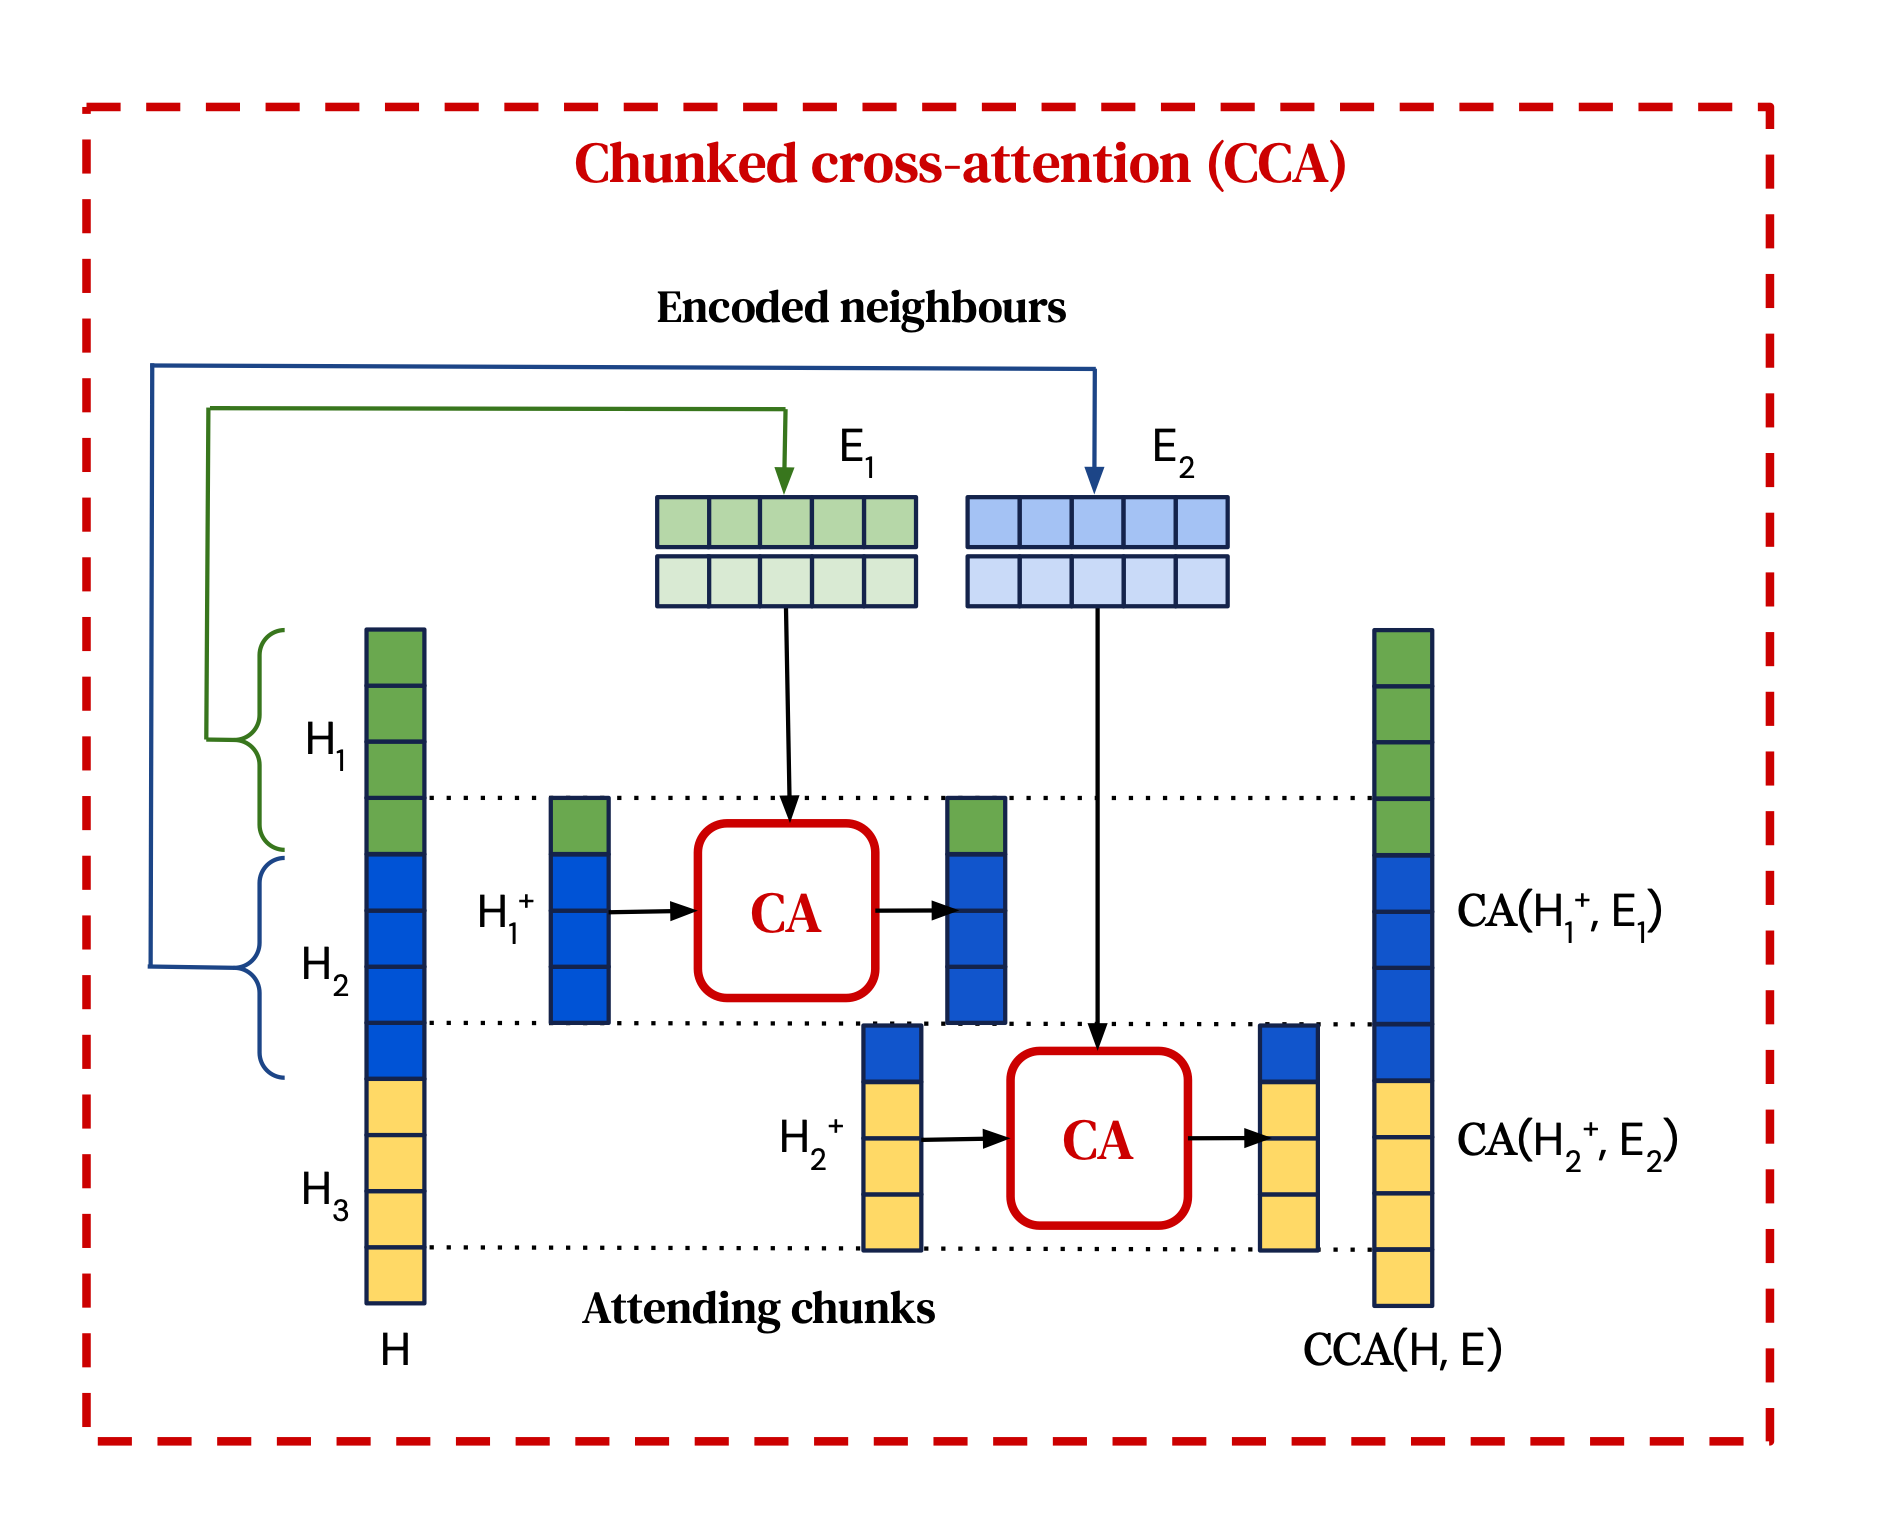 Chunked cross-attention (CCA)
Encoded neighbours
E₁
E₂
H₁
H₁⁺
CA
CA(H₁⁺, E₁)
H₂
H₂⁺
CA
CA(H₂⁺, E₂)
H₃
Attending chunks
H
CCA(H, E)